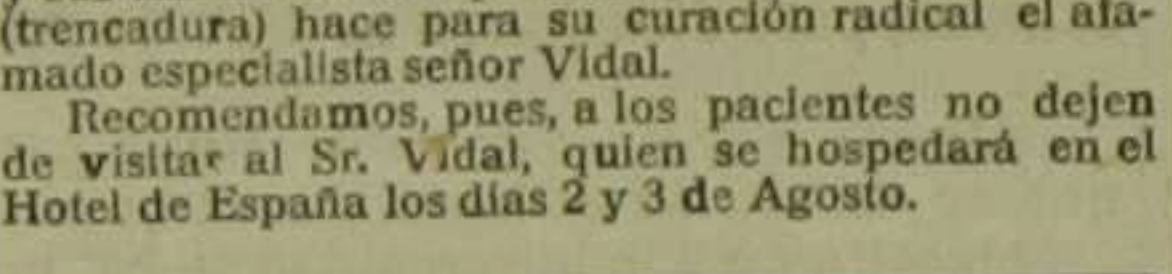 (trencadura) hace para su curación radical el afa-
mado especialista señor Vidal.
Recomendamos, pues, a los pacientes no dejen
de visitar al Sr. Vidal, quien se hospedará en el
Hotel de España los días 2 y 3 de Agosto.